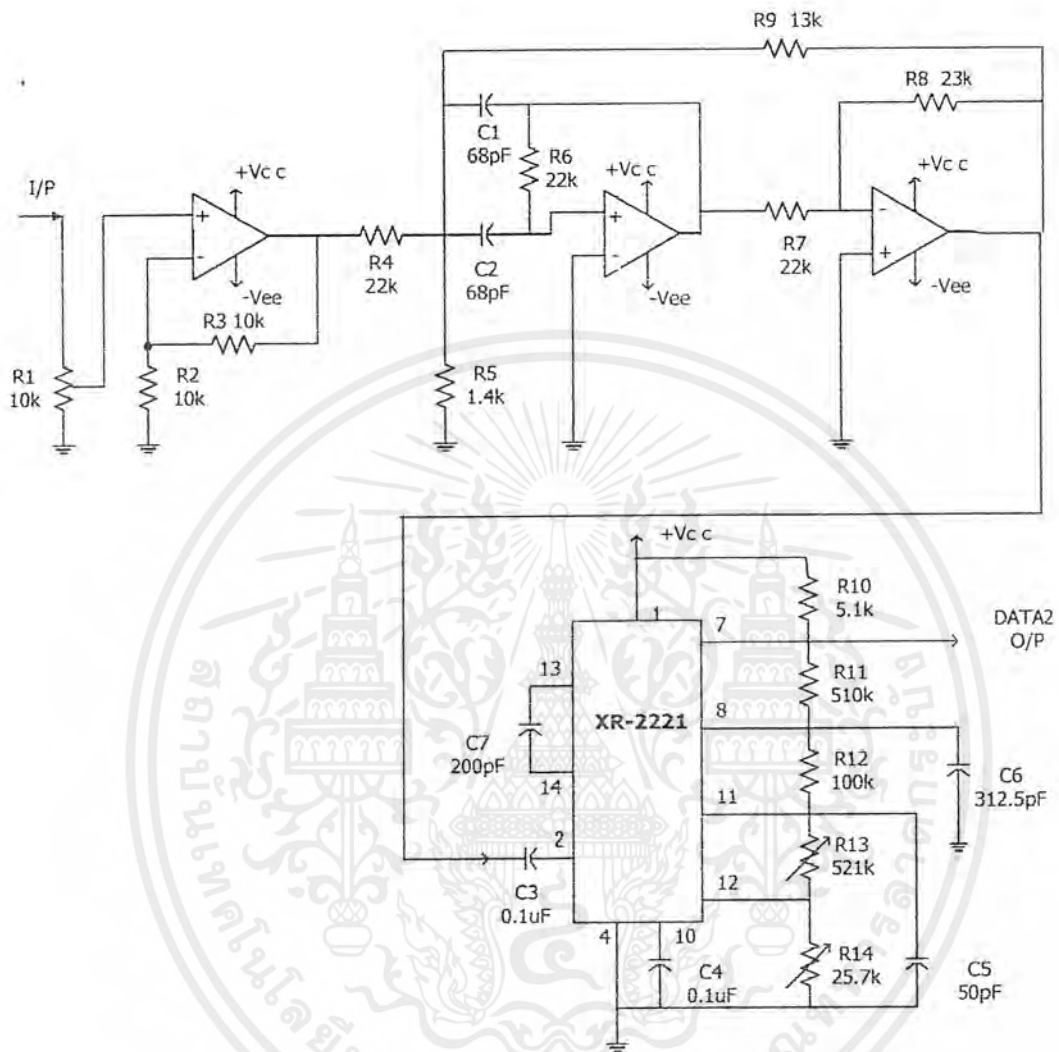 R9 13k
R8 23k
C1
68pF
R6
22k
I/P
+Vc c
+Vc c
+Vc c
+
-
R4
22k
C2
68pF
+
-
R7
22k
-
+
-Vee
-Vee
-Vee
R3 10k
R1
10k
R2
10k
R5
1.4k
+Vc c
R10
5.1k
1
7
DATA2
O/P
13
R11
510k
XR-2221
8
C7
200pF
R12
100k
C6
312.5pF
14
11
2
R13
521k
C3
0.1uF
12
4
10
R14
25.7k
C4
0.1uF
C5
50pF